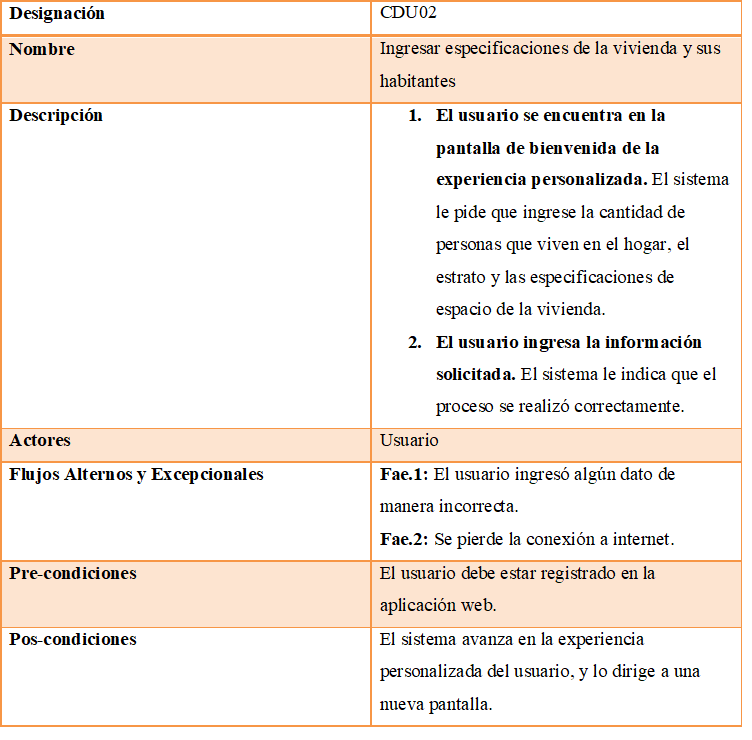 Designación CDU02
Nombre Ingresar especificaciones de la vivienda y sus
habitantes
Descripción 1. El usuario se encuentra en la
pantalla de bienvenida de la
experiencia personalizada. El sistema
le pide que ingrese la cantidad de
personas que viven en el hogar, el
estrato y las especificaciones de
espacio de la vivienda.
2. El usuario ingresa la información
solicitada. El sistema le indica que el
proceso se realizó correctamente.
Actores Usuario
Flujos Alternos y Excepcionales Fae.1: El usuario ingresó algún dato de
manera incorrecta.
Fae.2: Se pierde la conexión a internet.
Pre-condiciones El usuario debe estar registrado en la
aplicación web.
Pos-condiciones El sistema avanza en la experiencia
personalizada del usuario, y lo dirige a una
nueva pantalla.